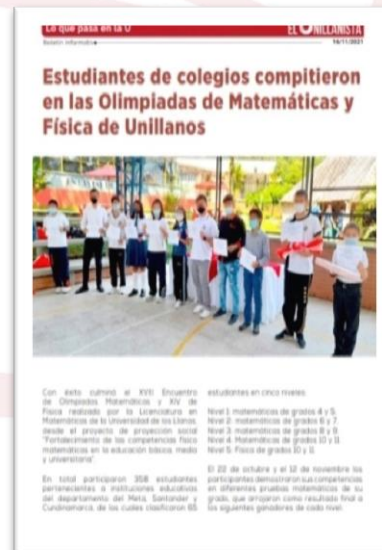 Lo que pasa en la U
EL UNILLANISTA
Boletín Informativo
16/11/2021
Estudiantes de colegios compitieron
en las Olimpiadas de Matemáticas y
Física de Unillanos
Con éxito culminó el XVII Encuentro
de Olimpiadas Matemáticas y XIV de
Física realizado por la Licenciatura en
Matemáticas de la Universidad de los Llanos,
desde el proyecto de proyección social
"Fortalecimiento de las competencias físico
matemáticas en la educación básica, media
y universitaria".
En total participaron 358 estudiantes
pertenecientes a instituciones educativas
del departamento del Meta, Santander y
Cundinamarca, de los cuales clasificaron 65
estudiantes en cinco niveles:
Nivel 1: matemáticas de grados 4 y 5.
Nivel 2: matemáticas de grados 6 y 7.
Nivel 3: matemáticas de grados 8 y 9.
Nivel 4: Matemáticas de grados 10 y 11.
Nivel 5: Física de grados 10 y 11.
El 22 de octubre y el 12 de noviembre los
participantes demostraron sus competencias
en diferentes pruebas matemáticas de su
grado, que arrojaron como resultado final a
los siguientes ganadores de cada nivel: